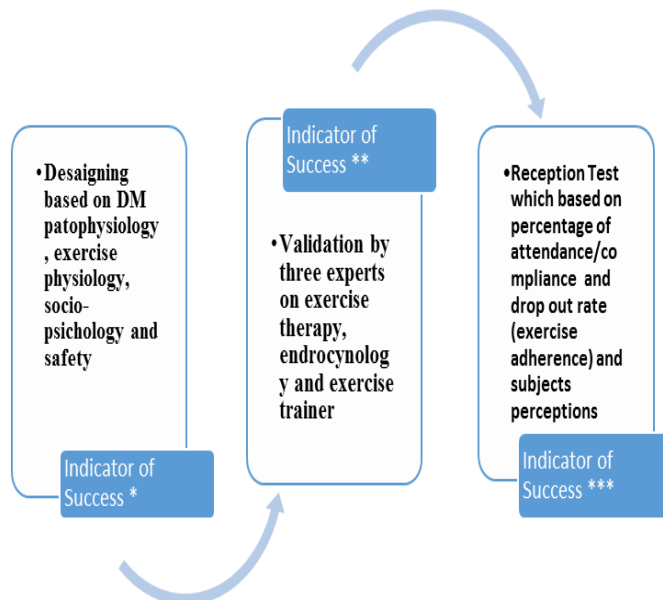 •Desaigning
based on DM
patophysiology
, exercise
physiology,
socio-
psichology and
safety
Indicator of
Success *
Indicator of
Success **
•Validation by
three experts
on exercise
therapy,
endrocynolog
y and exercise
trainer
•Reception Test
which based on
percentage of
attendance/co
mpliance and
drop out rate
(exercise
adherence) and
subjects
perceptions
Indicator of
Success ***